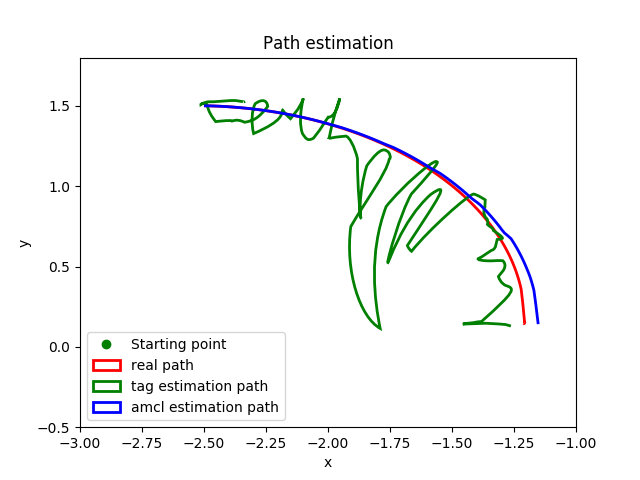 Path estimation
y
1.5
1.0
0.5
0.0
−0.5
Starting point
real path
tag estimation path
amcl estimation path
−3.00 −2.75 −2.50 −2.25 −2.00 −1.75 −1.50 −1.25 −1.00
x